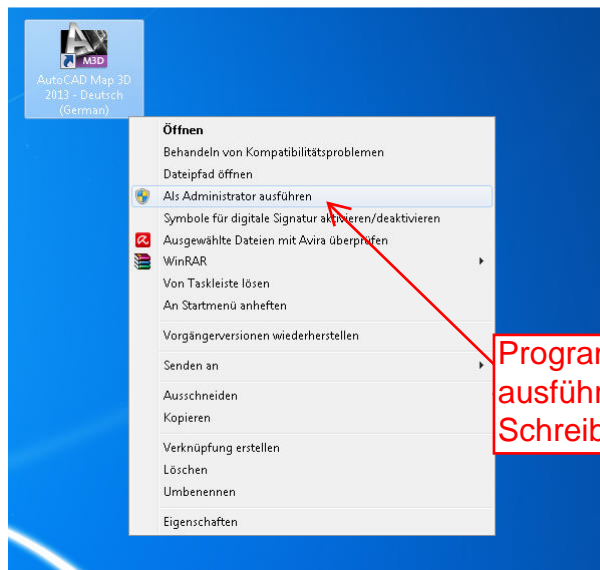 M3D
AutoCAD Map 3D
2013 - Deutsch
(German)
Öffnen
Behandeln von Kompatibilitätsproblemen
Dateipfad öffnen
Als Administrator ausführen
Symbole für digitale Signatur aktivieren/deaktivieren
Ausgewählte Dateien mit Avira überprüfen
WinRAR
Von Taskleiste lösen
An Startmenü anheften
Vorgängerversionen wiederherstellen
Senden an
Ausschneiden
Kopieren
Verknüpfung erstellen
Löschen
Umbenennen
Eigenschaften